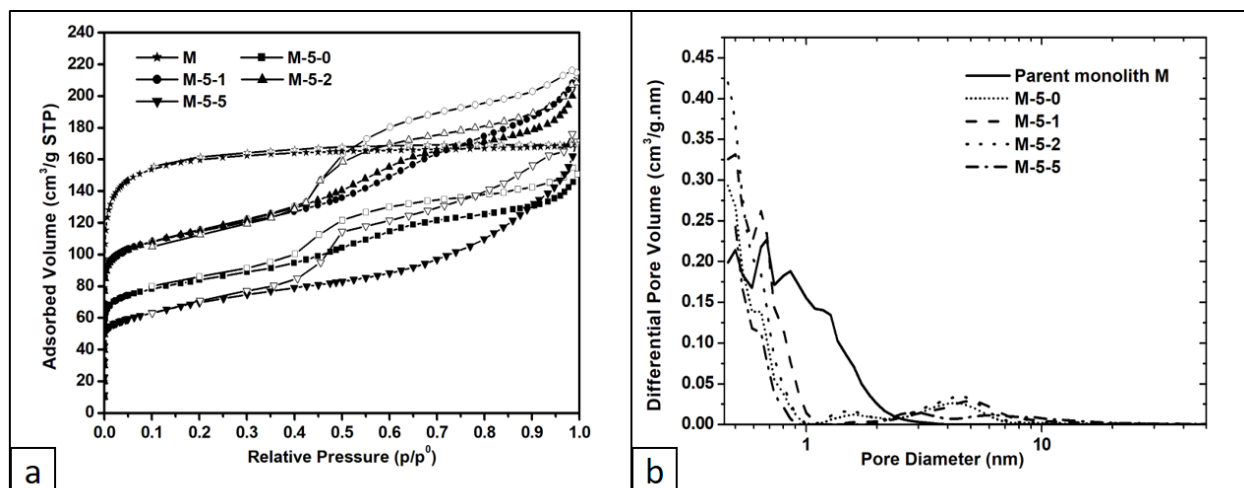 240
220
200
180
160
140
120
100
80
60
40
20
0
Adsorbed Volume (cm³/g STP)
M M-5-0
M-5-1 M-5-2
M-5-5
0.0 0.1 0.2 0.3 0.4 0.5 0.6 0.7 0.8 0.9 1.0
Relative Pressure (p/p⁰)
a
0.45
0.40
0.35
0.30
0.25
0.20
0.15
0.10
0.05
0.00
Differential Pore Volume (cm³/g.nm)
Parent monolith M
M-5-0
M-5-1
M-5-2
M-5-5
1 10
Pore Diameter (nm)
b